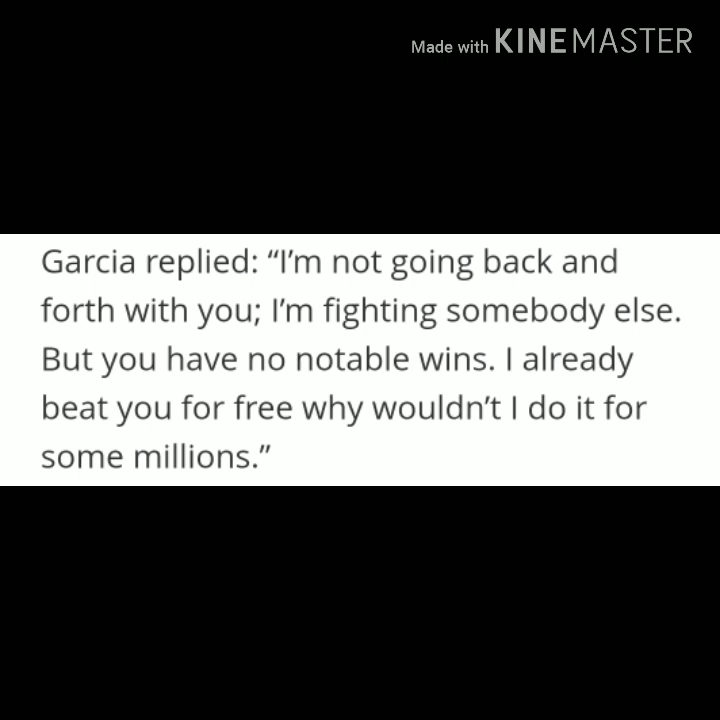 Made with KINEMASTER
Garcia replied: “I’m not going back and
forth with you; I’m fighting somebody else.
But you have no notable wins. I already
beat you for free why wouldn’t I do it for
some millions.”